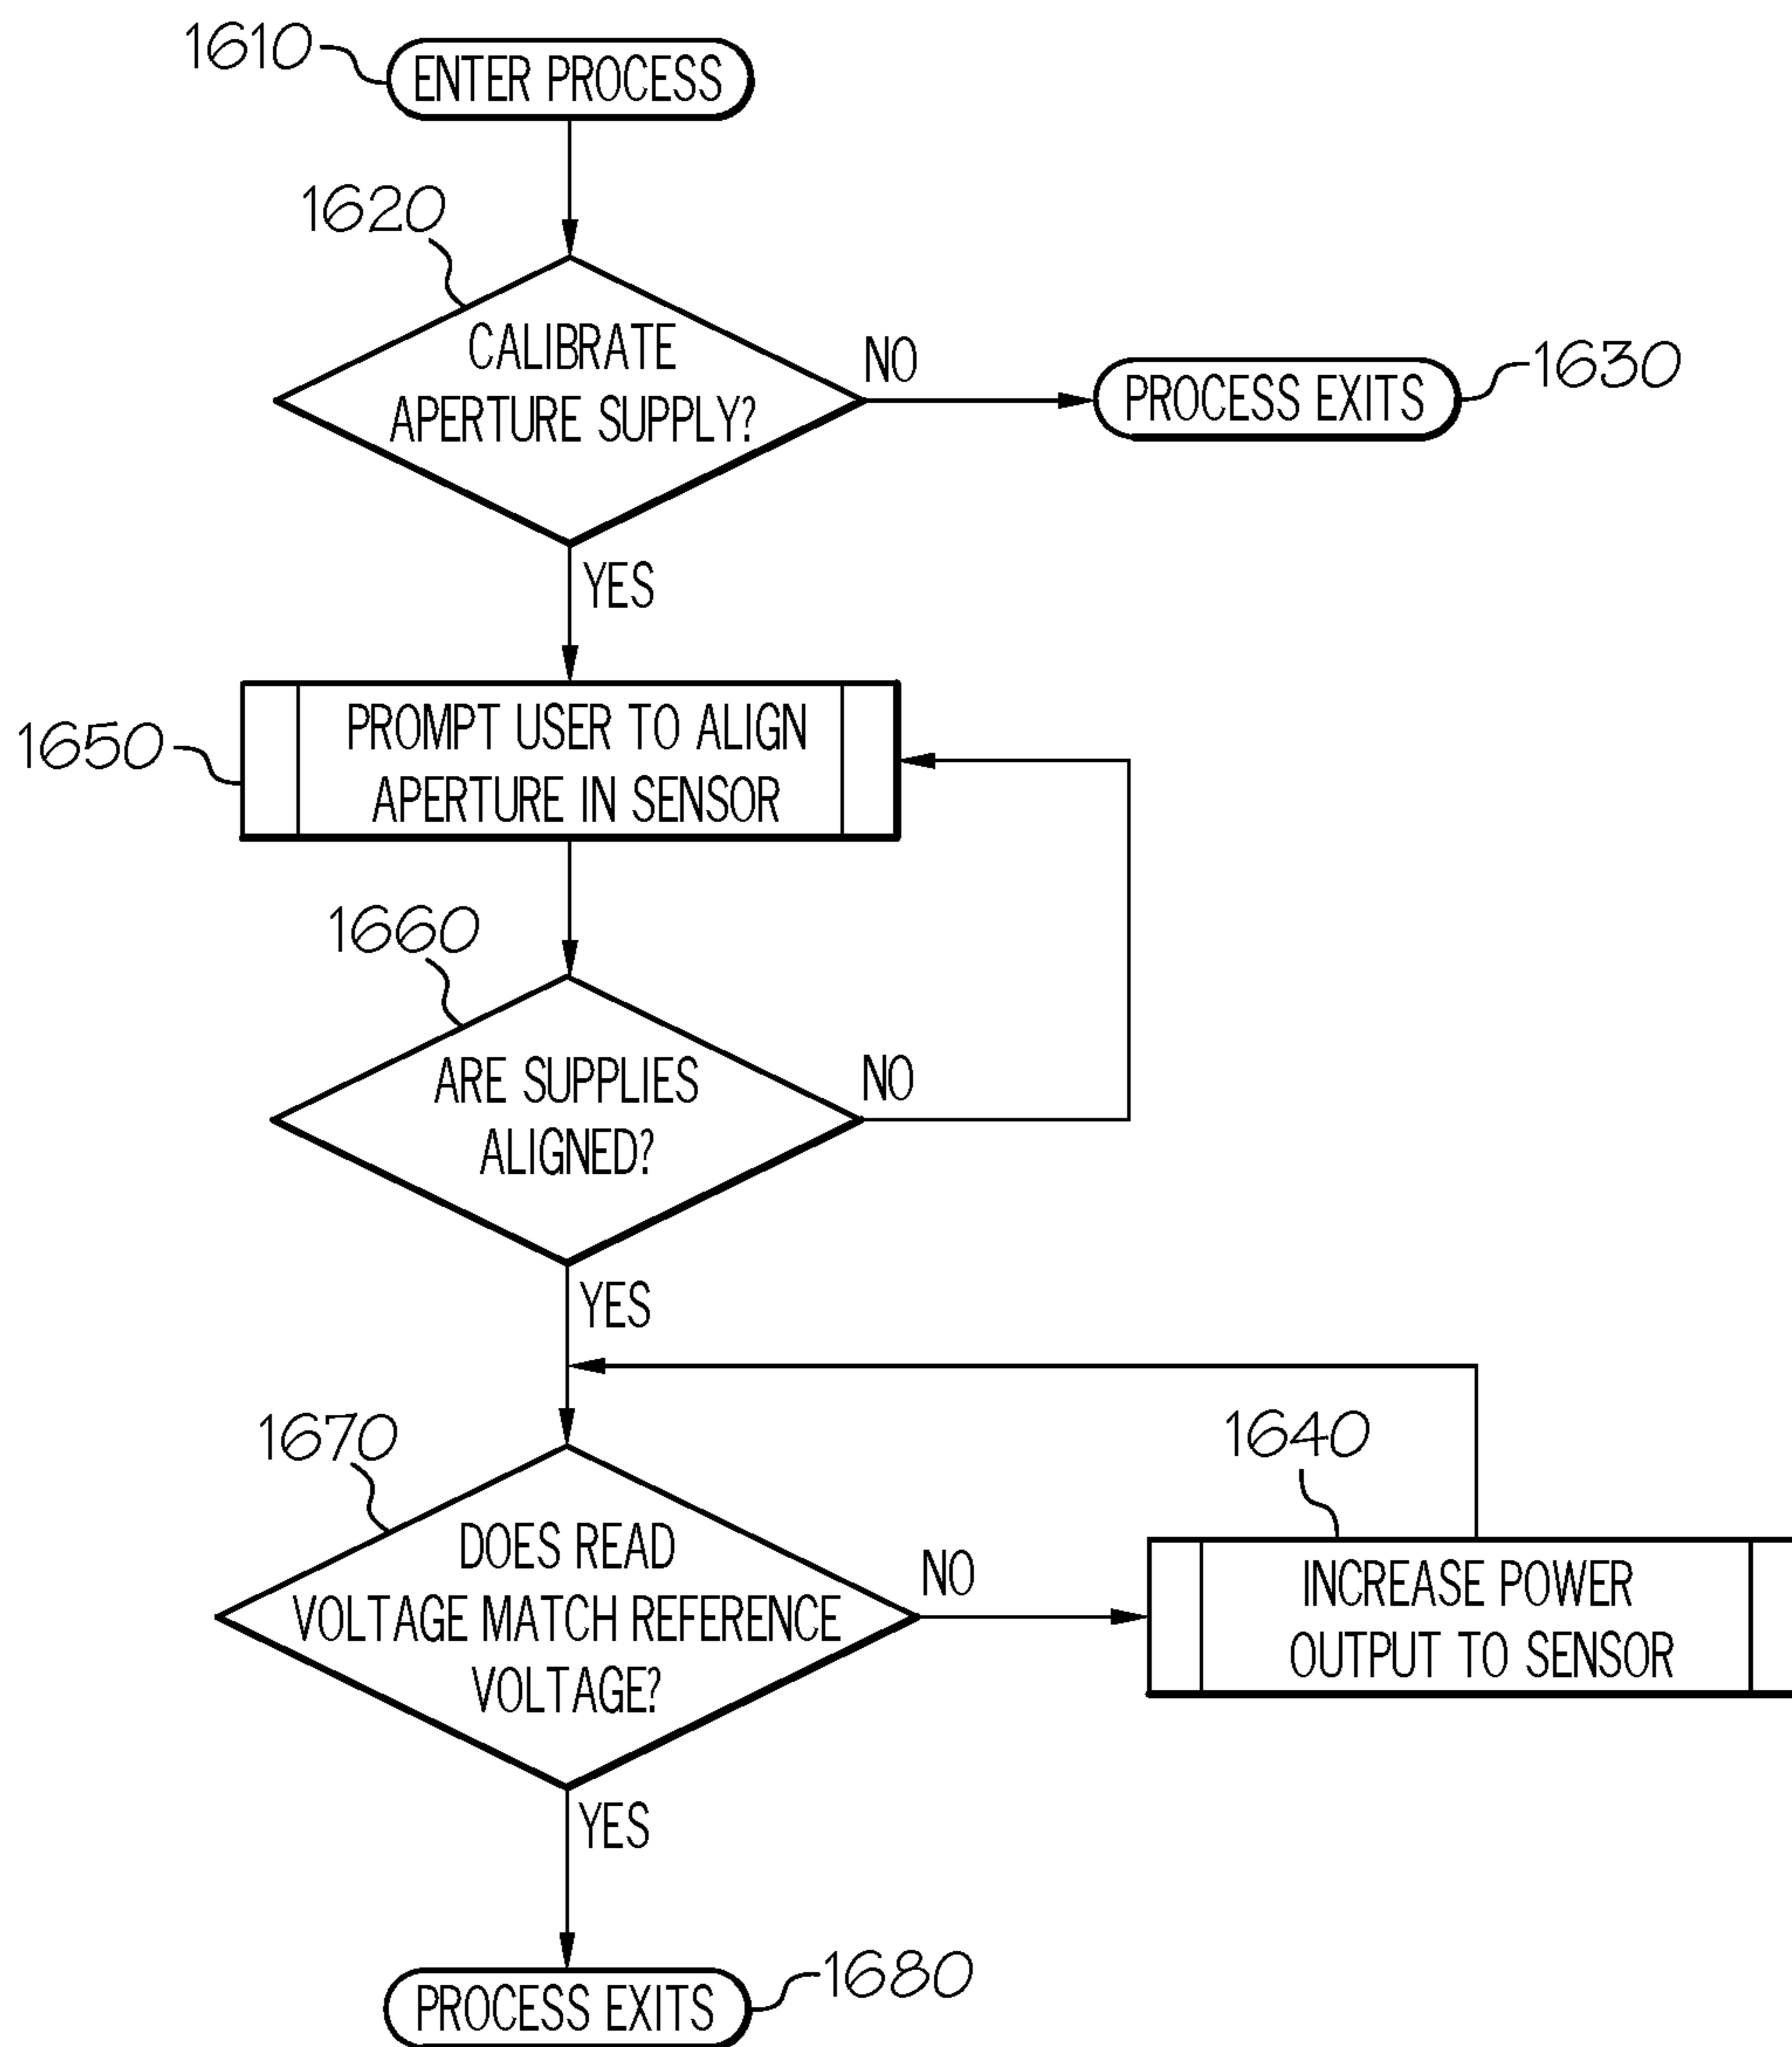 1610
ENTER PROCESS
1620
CALIBRATE
APERTURE SUPPLY?
NO
PROCESS EXITS
1630
YES
1650
PROMPT USER TO ALIGN
APERTURE IN SENSOR
1660
ARE SUPPLIES
ALIGNED?
NO
YES
1670
DOES READ
VOLTAGE MATCH REFERENCE
VOLTAGE?
NO
1640
INCREASE POWER
OUTPUT TO SENSOR
YES
PROCESS EXITS
1680